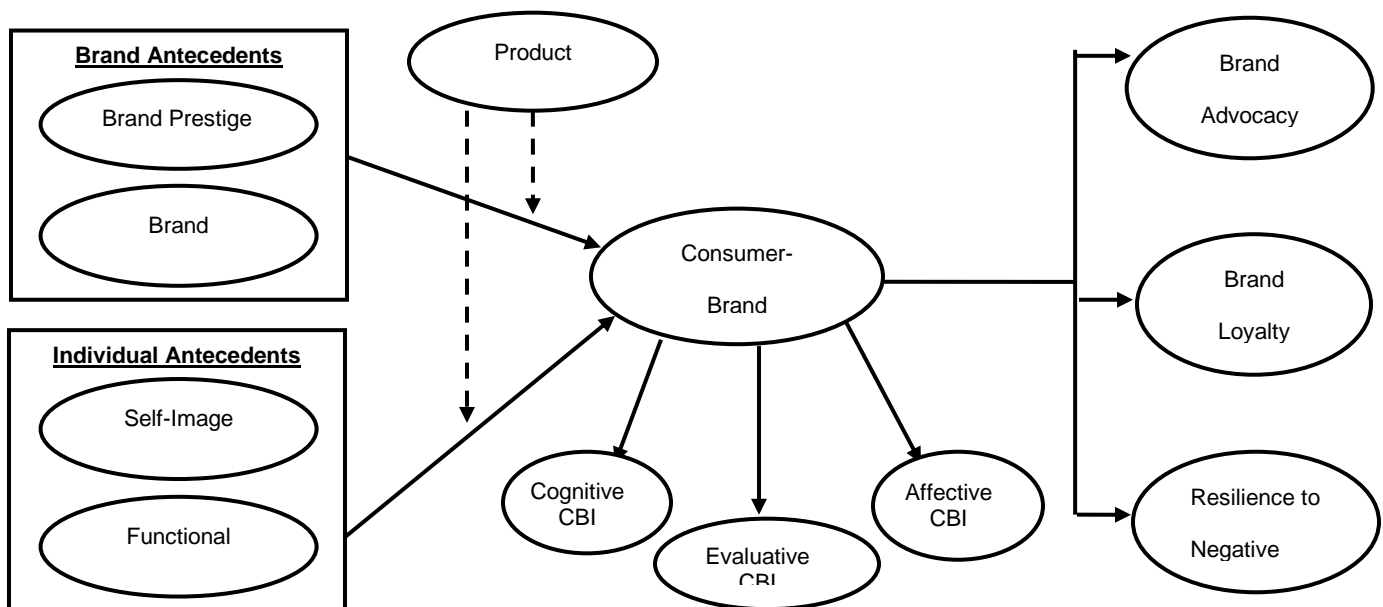 Brand Antecedents
Brand Prestige
Brand
Individual Antecedents
Self-Image
Functional
Product
Consumer-
Brand
Cognitive
CBI
Evaluative
CBI
Affective
CBI
Brand
Advocacy
Brand
Loyalty
Resilience to
Negative